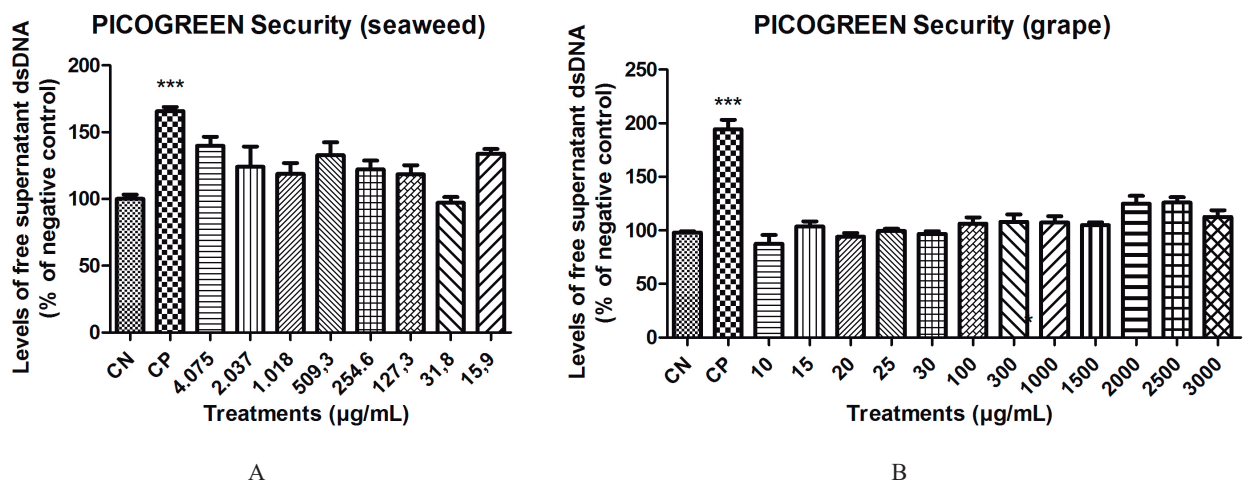 PICOGREEN Security (seaweed)
Levels of free supernatant dsDNA
(% of negative control)
200
150
100
50
0
***
CN CP 4.075 2.037 1.018 509,3 254.6 127,3 31,8 15,9
Treatments (µg/mL)
A
PICOGREEN Security (grape)
Levels of free supernatant dsDNA
(% of negative control)
250
200
150
100
50
0
***
*
CN CP 10 15 20 25 30 100 300 1000 1500 2000 2500 3000
Treatments (µg/mL)
B